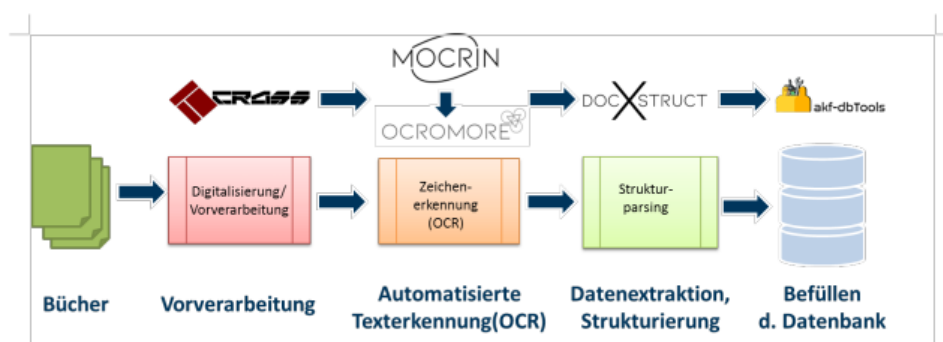 MOCRIN
CRASS
OCROMORE
DOCXSTRUCT
akf-dbTools
Digitalisierung/
Vorverarbeitung
Zeichen-
erkennung
(OCR)
Struktur-
parsing
Bücher
Vorverarbeitung
Automatisierte
Texterkennung(OCR)
Datenextraktion,
Strukturierung
Befüllen
d. Datenbank